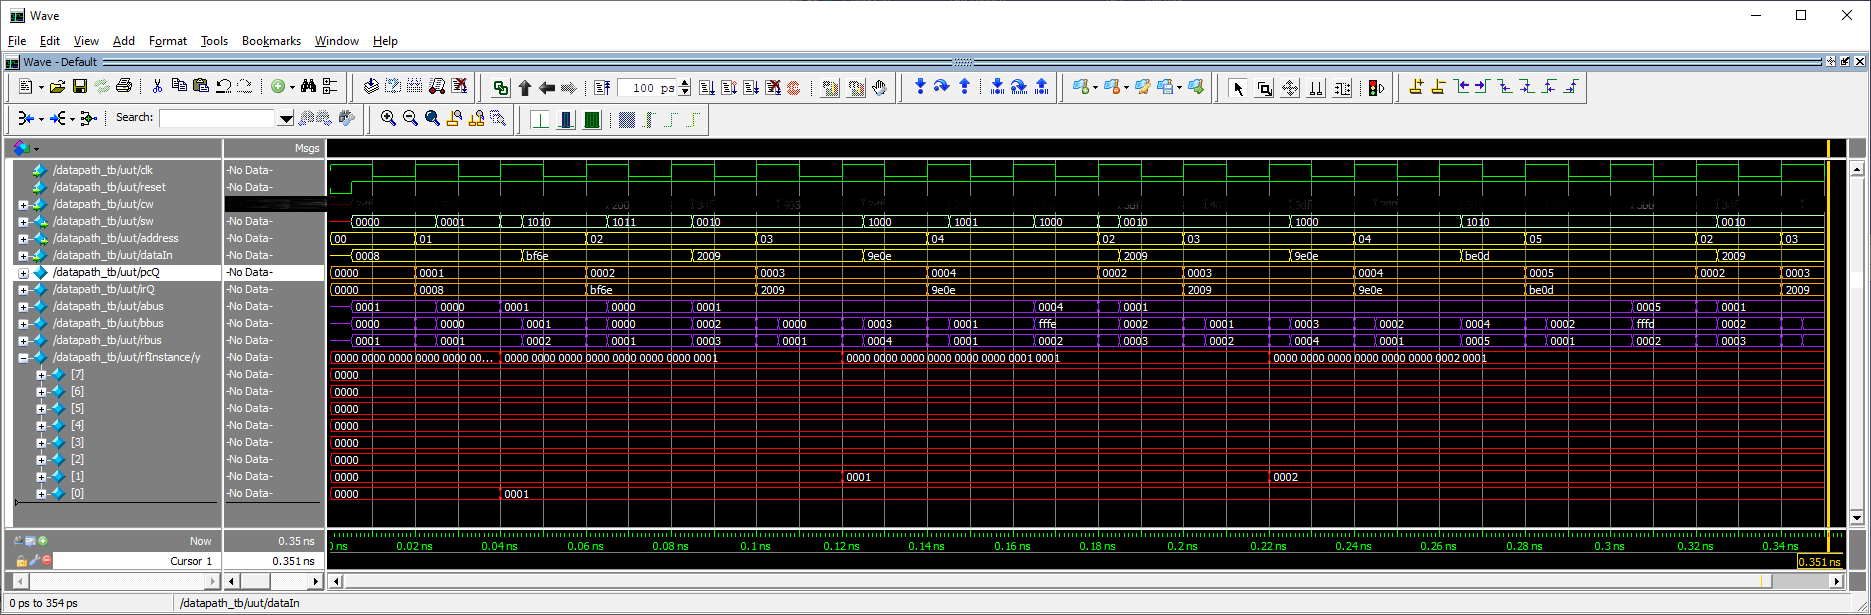 Wave
File Edit View Add Format Tools Bookmarks Window Help
Wave - Default
100 ps
Search:
Msgs
/datapath_tb/uut/clk -No Data-
/datapath_tb/uut/reset -No Data-
/datapath_tb/uut/cw
/datapath_tb/uut/sw -No Data- 0000 0001 1010 1011 0010 1000 1001 1000 0010 1000 1010 0010
/datapath_tb/uut/address -No Data- 00 01 02 03 04 02 03 04 05 02 03
/datapath_tb/uut/dataIn -No Data- 0008 bf6e 2009 9e0e 2009 9e0e be0d 2009
/datapath_tb/uut/pcQ -No Data- 0000 0001 0002 0003 0004 0002 0003 0004 0005 0002 0003
/datapath_tb/uut/irQ -No Data- 0000 0008 bf6e 2009 9e0e 2009 9e0e be0d 2009
/datapath_tb/uut/abus -No Data- 0001 0000 0001 0000 0001 0004 0001 0005 0001
/datapath_tb/uut/bbus -No Data- 0000 0000 0001 0000 0002 0000 0003 0001 fffe 0002 0001 0003 0002 0004 0002 fffd 0002
/datapath_tb/uut/rbus -No Data- 0001 0001 0002 0001 0003 0001 0004 0001 0002 0003 0002 0004 0001 0005 0001 0002 0003
/datapath_tb/uut/rfInstance/y -No Data- 0000 0000 0000 0000 0000 00... 0000 0000 0000 0000 0000 0000 0000 0001 0000 0000 0000 0000 0000 0000 0001 0001 0000 0000 0000 0000 0000 0000 0002 0001
[7] -No Data- 0000
[6] -No Data- 0000
[5] -No Data- 0000
[4] -No Data- 0000
[3] -No Data- 0000
[2] -No Data- 0000
[1] -No Data- 0000 0001 0002
[0] -No Data- 0000 0001
Now 0.35 ns
ns 0.02 ns 0.04 ns 0.06 ns 0.08 ns 0.1 ns 0.12 ns 0.14 ns 0.16 ns 0.18 ns 0.2 ns 0.22 ns 0.24 ns 0.26 ns 0.28 ns 0.3 ns 0.32 ns 0.34 ns
Cursor 1 0.351 ns 0.351 ns
0 ps to 354 ps /datapath_tb/uut/dataIn